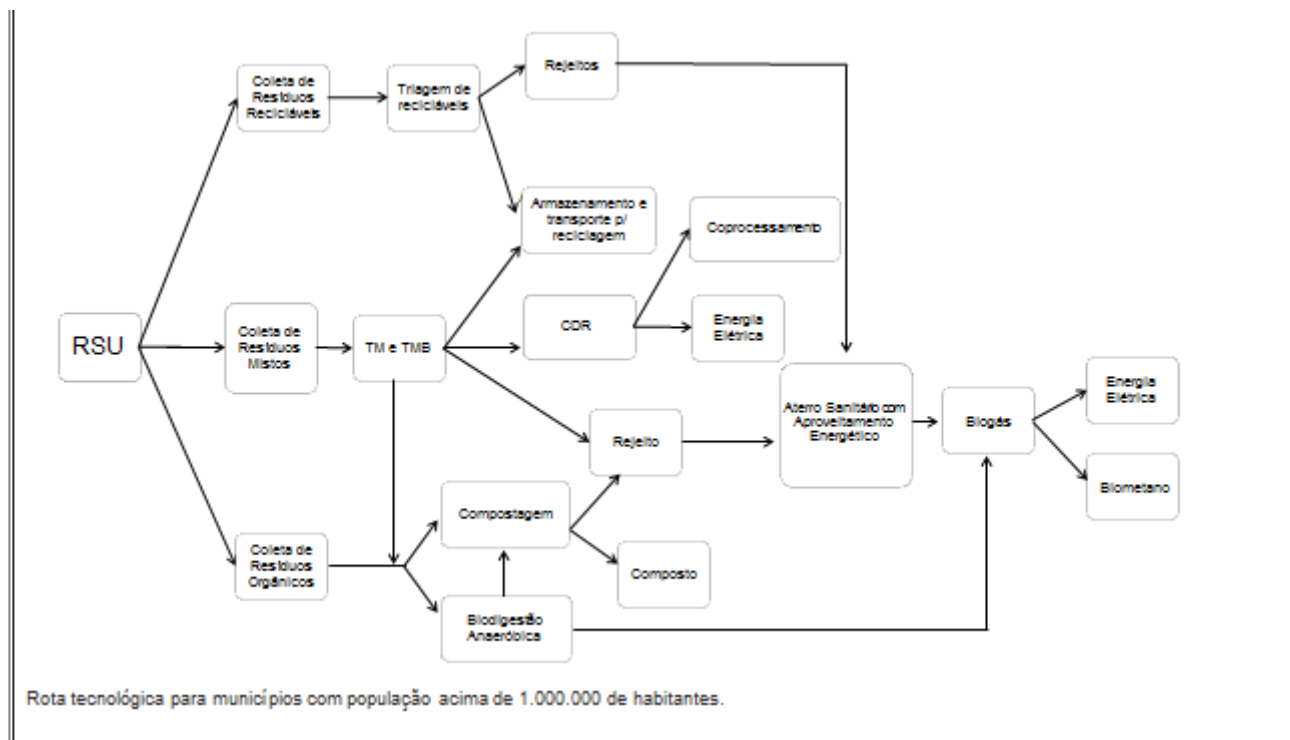 Rejeitos
Coleta de
Resíduos
Recicláveis
Triagem de
recicláveis
Armazenamento e
transporte p/
reciclagem
Coprocessamento
RSU
Coleta de
Resíduos
Mistos
TM e TMB
CDR
Energia
Elétrica
Aterro Sanitário com
Aproveitamento
Energético
Biogás
Energia
Elétrica
Rejeito
Biometano
Compostagem
Coleta de
Resíduos
Orgânicos
Composto
Biodigestão
Anaeróbica
Rota tecnológica para municípios com população acima de 1.000.000 de habitantes.